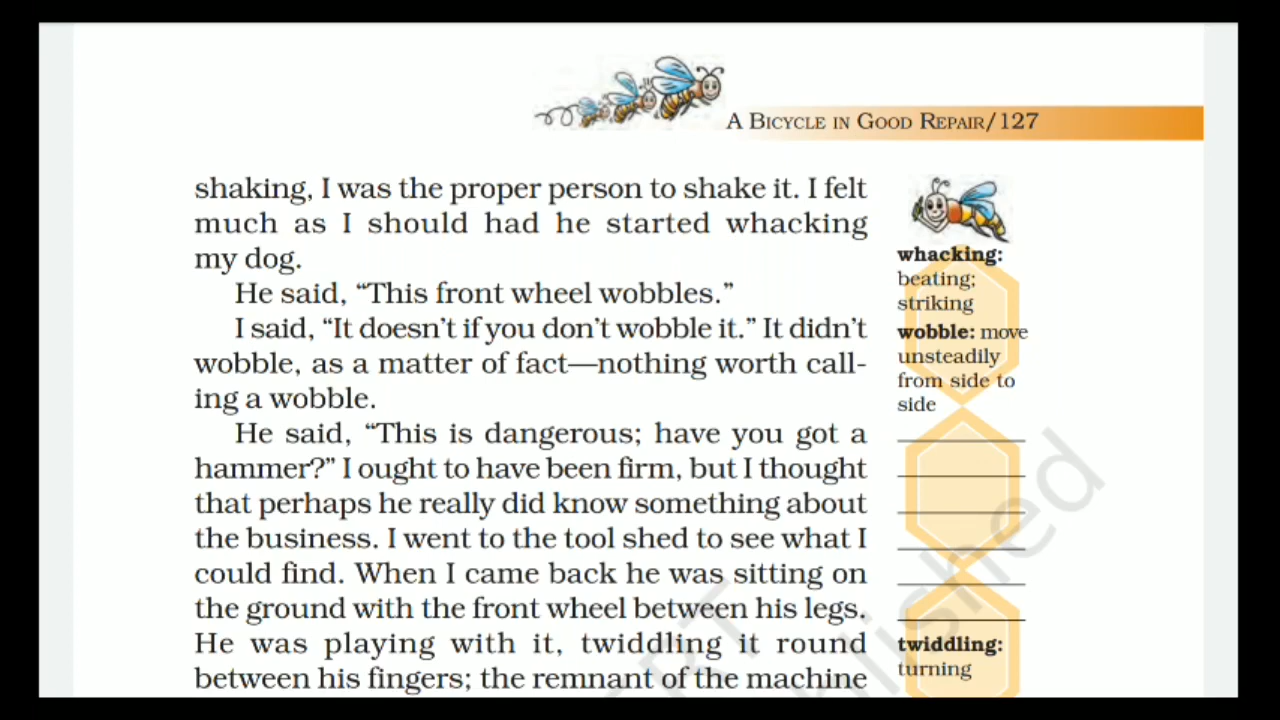 A Bicycle in Good Repair/127
shaking, I was the proper person to shake it. I felt
much as I should had he started whacking
my dog.
He said, “This front wheel wobbles.”
I said, “It doesn’t if you don’t wobble it.” It didn’t
wobble, as a matter of fact—nothing worth call-
ing a wobble.
He said, “This is dangerous; have you got a
hammer?” I ought to have been firm, but I thought
that perhaps he really did know something about
the business. I went to the tool shed to see what I
could find. When I came back he was sitting on
the ground with the front wheel between his legs.
He was playing with it, twiddling it round
between his fingers; the remnant of the machine
whacking:
beating;
striking
wobble: move
unsteadily
from side to
side
twiddling:
turning